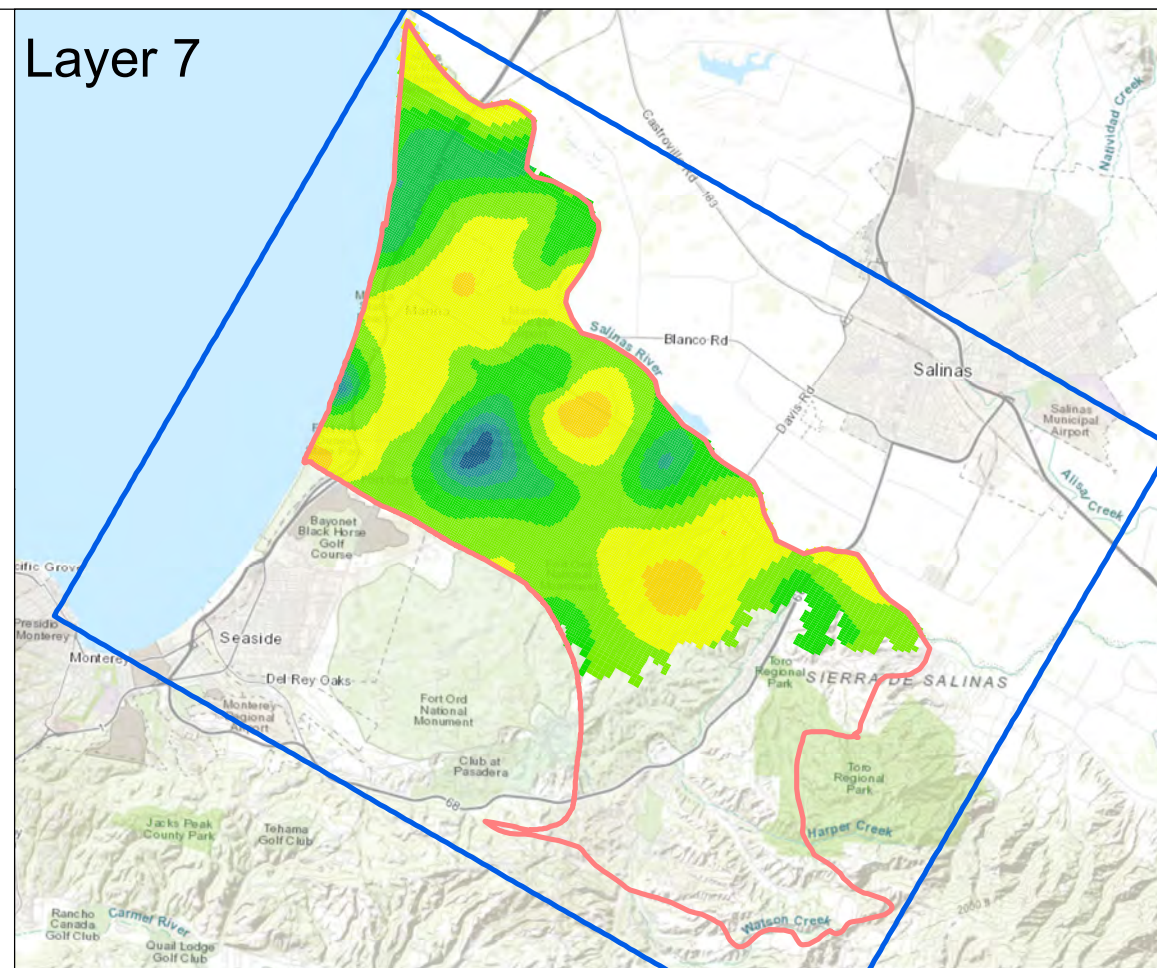 Layer 7
Natividad Creek
Castroville Rd
183
Salinas River
Blanco Rd
Marina
Salinas
Davis Rd
Salinas
Municipal
Airport
Alisal Creek
Bayonet
Black Horse
Golf
Course
cific Grove
Presidio
Monterey
Monterey
Seaside
Del Rey Oaks
Monterey
Regional
Airport
Fort Ord
National
Monument
Toro
Regional
Park
SIERRA DE SALINAS
Club at
Pasadera
68
Toro
Regional
Park
Harper Creek
Jacks Peak
County Park
Tehama
Golf Club
Rancho
Canada
Golf Club
Carmel River
Quail Lodge
Golf Club
Watson Creek
2000 ft